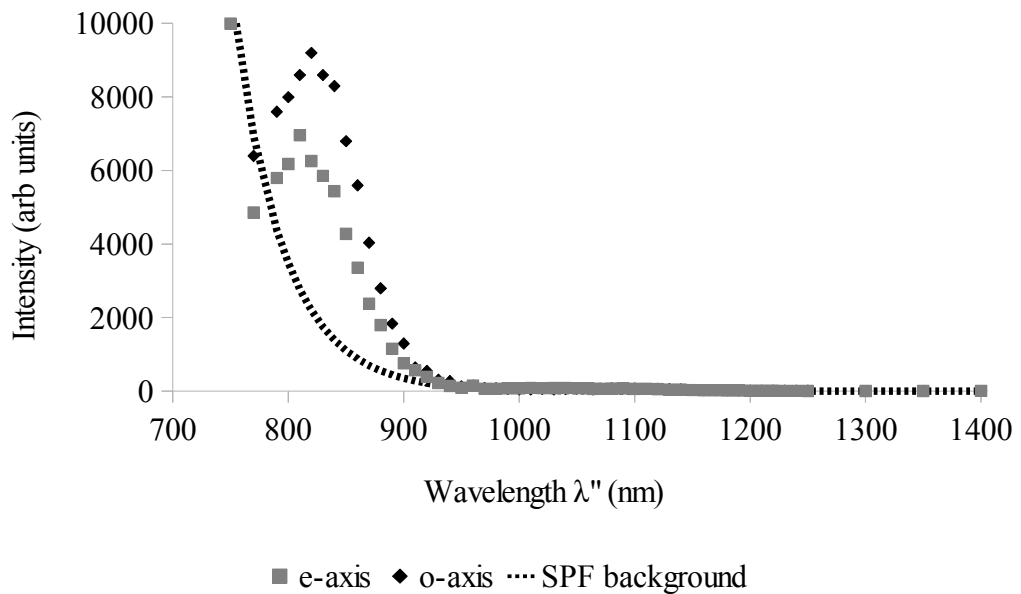 10000
8000
6000
4000
2000
0
Intensity (arb units)
700 800 900 1000 1100 1200 1300 1400
Wavelength λ" (nm)
e-axis o-axis SPF background